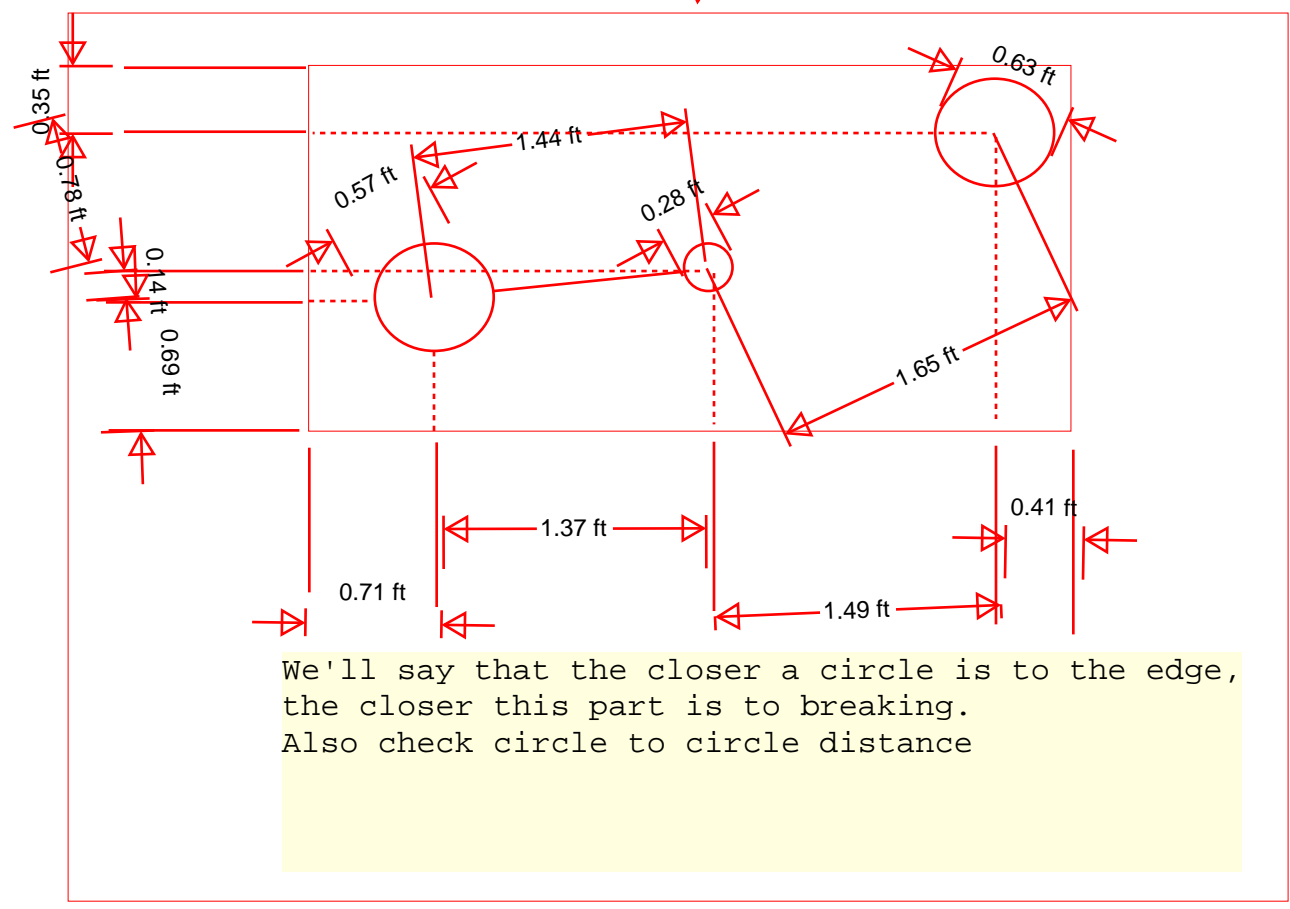 0.63 ft
0.35 ft
1.44 ft
0.78 ft
0.57 ft
0.28 ft
0.14 ft
0.69 ft
1.65 ft
0.41 ft
1.37 ft
0.71 ft
1.49 ft
We'll say that the closer a circle is to the edge,
the closer this part is to breaking.
Also check circle to circle distance